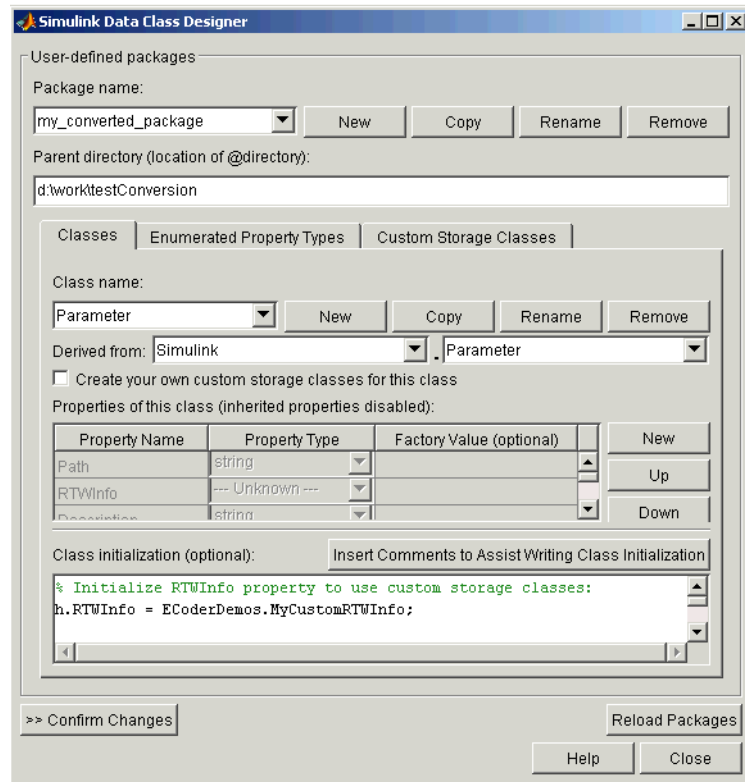 Simulink Data Class Designer
User-defined packages
Package name:
my_converted_package New Copy Rename Remove
Parent directory (location of @directory):
d:\work\testConversion
Classes Enumerated Property Types Custom Storage Classes
Class name:
Parameter New Copy Rename Remove
Derived from: Simulink . Parameter
Create your own custom storage classes for this class
Properties of this class (inherited properties disabled):
Property Name Property Type Factory Value (optional) New
Path string
Up
RTWInfo --- Unknown ---
Description string Down
Class initialization (optional): Insert Comments to Assist Writing Class Initialization
% Initialize RTWInfo property to use custom storage classes:
h.RTWInfo = ECoderDemos.MyCustomRTWInfo;
>> Confirm Changes Reload Packages
Help Close